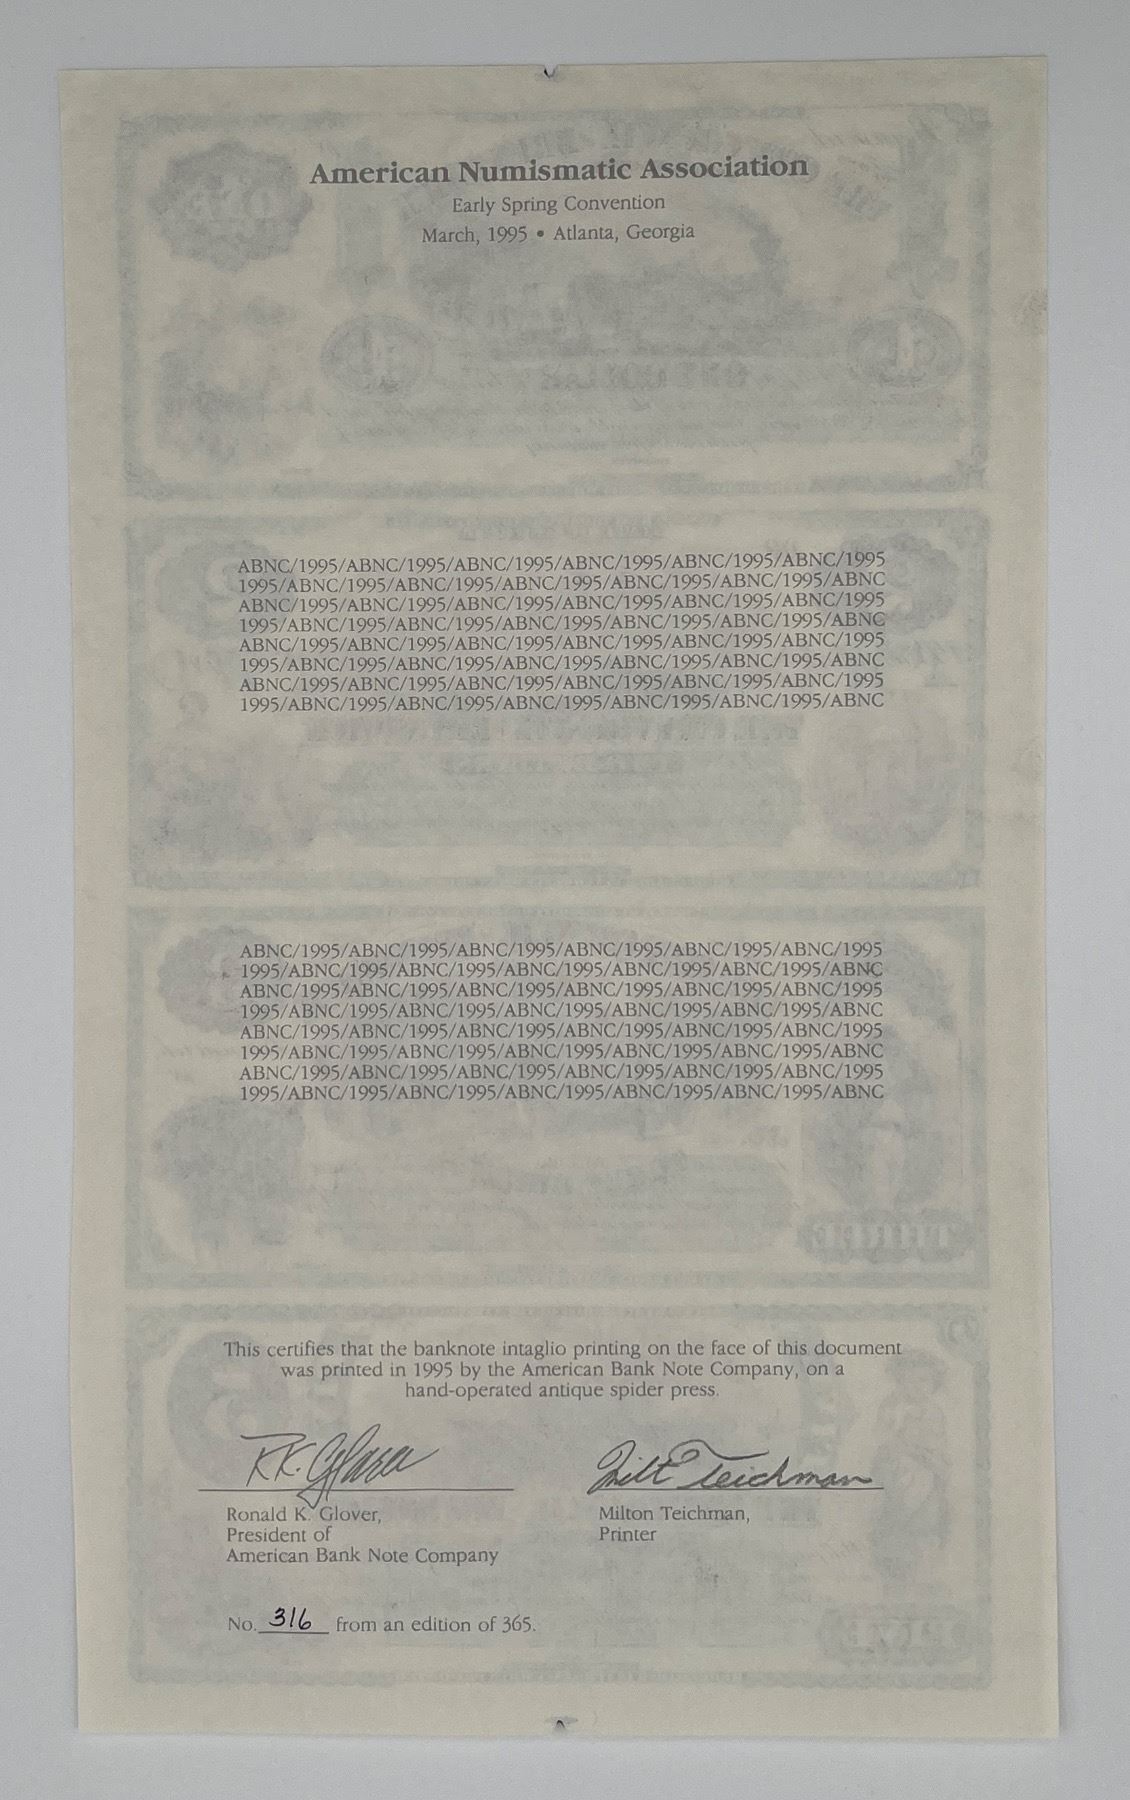 American Numismatic Association
Early Spring Convention
March, 1995 • Atlanta, Georgia
ABNC/1995/ABNC/1995/ABNC/1995/ABNC/1995/ABNC/1995/ABNC/1995
1995/ABNC/1995/ABNC/1995/ABNC/1995/ABNC/1995/ABNC/1995/ABNC
ABNC/1995/ABNC/1995/ABNC/1995/ABNC/1995/ABNC/1995/ABNC/1995
1995/ABNC/1995/ABNC/1995/ABNC/1995/ABNC/1995/ABNC/1995/ABNC
ABNC/1995/ABNC/1995/ABNC/1995/ABNC/1995/ABNC/1995/ABNC/1995
1995/ABNC/1995/ABNC/1995/ABNC/1995/ABNC/1995/ABNC/1995/ABNC
ABNC/1995/ABNC/1995/ABNC/1995/ABNC/1995/ABNC/1995/ABNC/1995
1995/ABNC/1995/ABNC/1995/ABNC/1995/ABNC/1995/ABNC/1995/ABNC
ABNC/1995/ABNC/1995/ABNC/1995/ABNC/1995/ABNC/1995/ABNC/1995
1995/ABNC/1995/ABNC/1995/ABNC/1995/ABNC/1995/ABNC/1995/ABNC
ABNC/1995/ABNC/1995/ABNC/1995/ABNC/1995/ABNC/1995/ABNC/1995
1995/ABNC/1995/ABNC/1995/ABNC/1995/ABNC/1995/ABNC/1995/ABNC
ABNC/1995/ABNC/1995/ABNC/1995/ABNC/1995/ABNC/1995/ABNC/1995
1995/ABNC/1995/ABNC/1995/ABNC/1995/ABNC/1995/ABNC/1995/ABNC
ABNC/1995/ABNC/1995/ABNC/1995/ABNC/1995/ABNC/1995/ABNC/1995
1995/ABNC/1995/ABNC/1995/ABNC/1995/ABNC/1995/ABNC/1995/ABNC
This certifies that the banknote intaglio printing on the face of this document
was printed in 1995 by the American Bank Note Company, on a
hand-operated antique spider press.
R.K. Glover
Ronald K. Glover,
President of
American Bank Note Company
Milt Teichman
Milton Teichman,
Printer
No. 316 from an edition of 365.